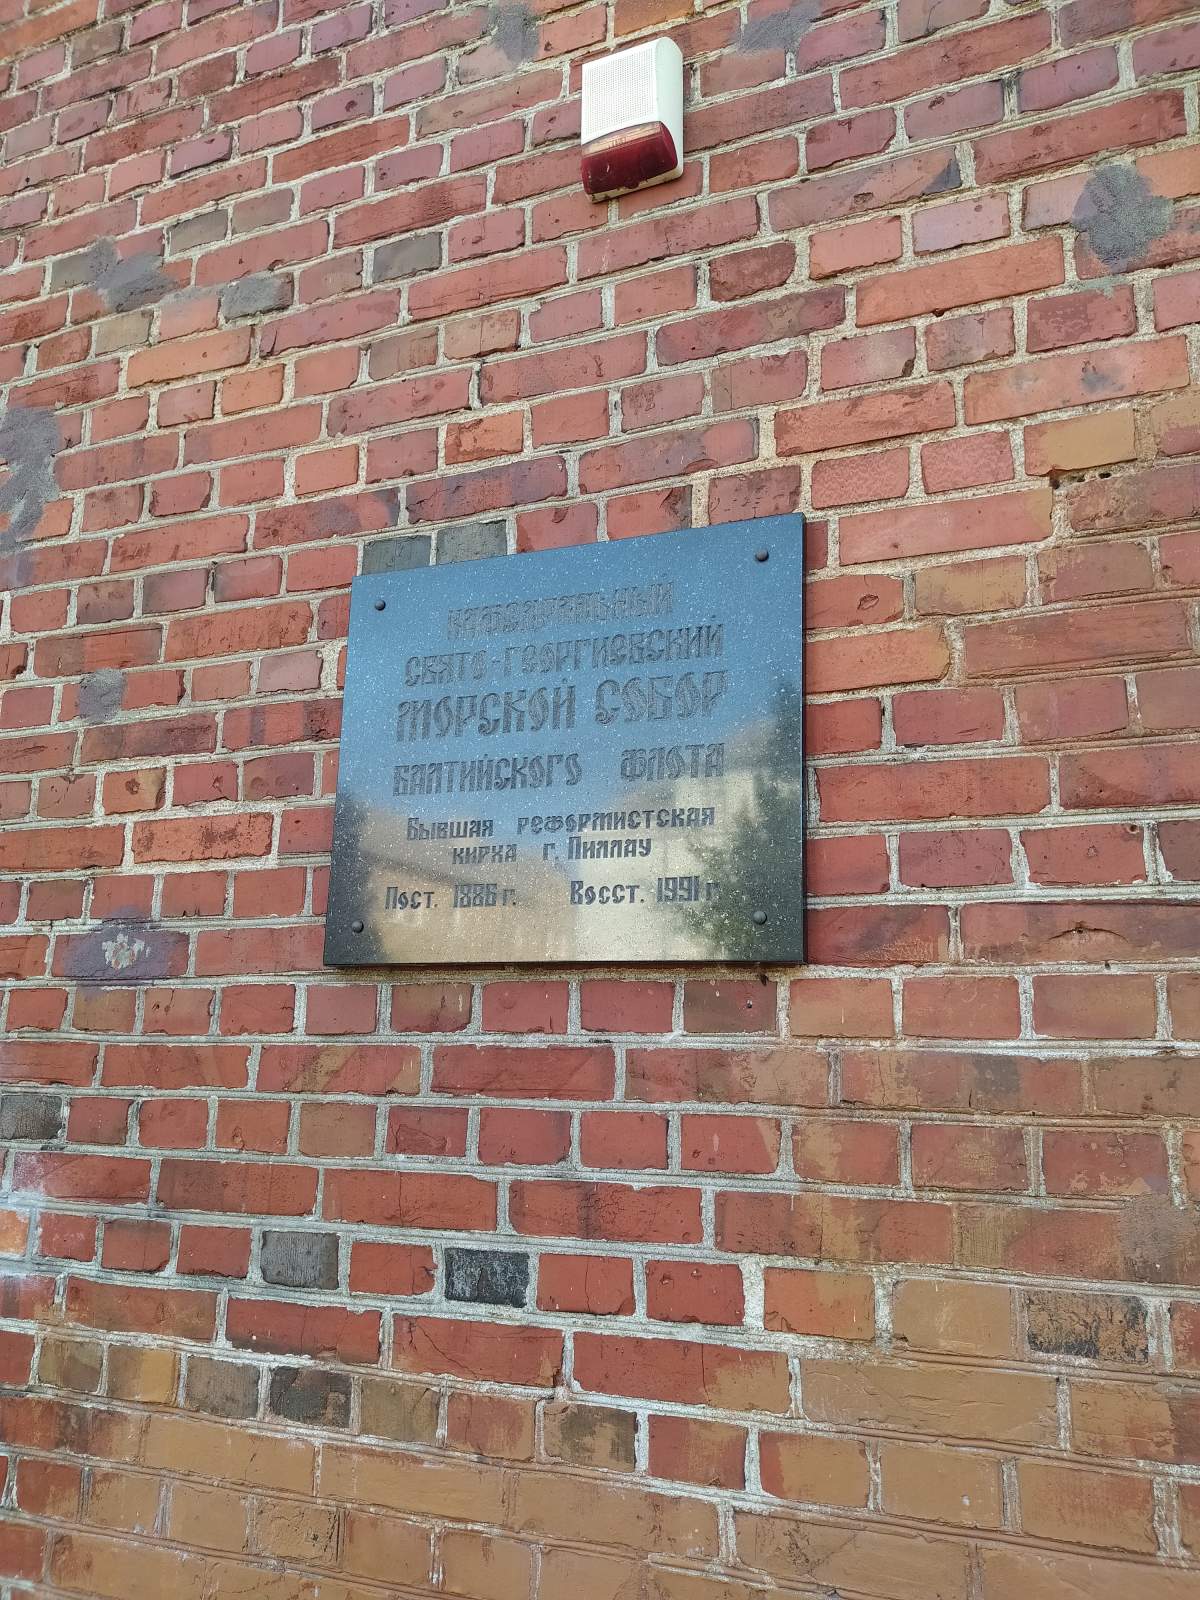 КАФЕДРАЛЬНЫЙ
СВЯТО-ГЕОРГИЕВСКИЙ
МОРСКОЙ СОБОР
БАЛТИЙСКОГО ФЛОТА
Бывшая реформистская
кирха г. Пиллау
Пост. 1886 г. Восст. 1991 г.